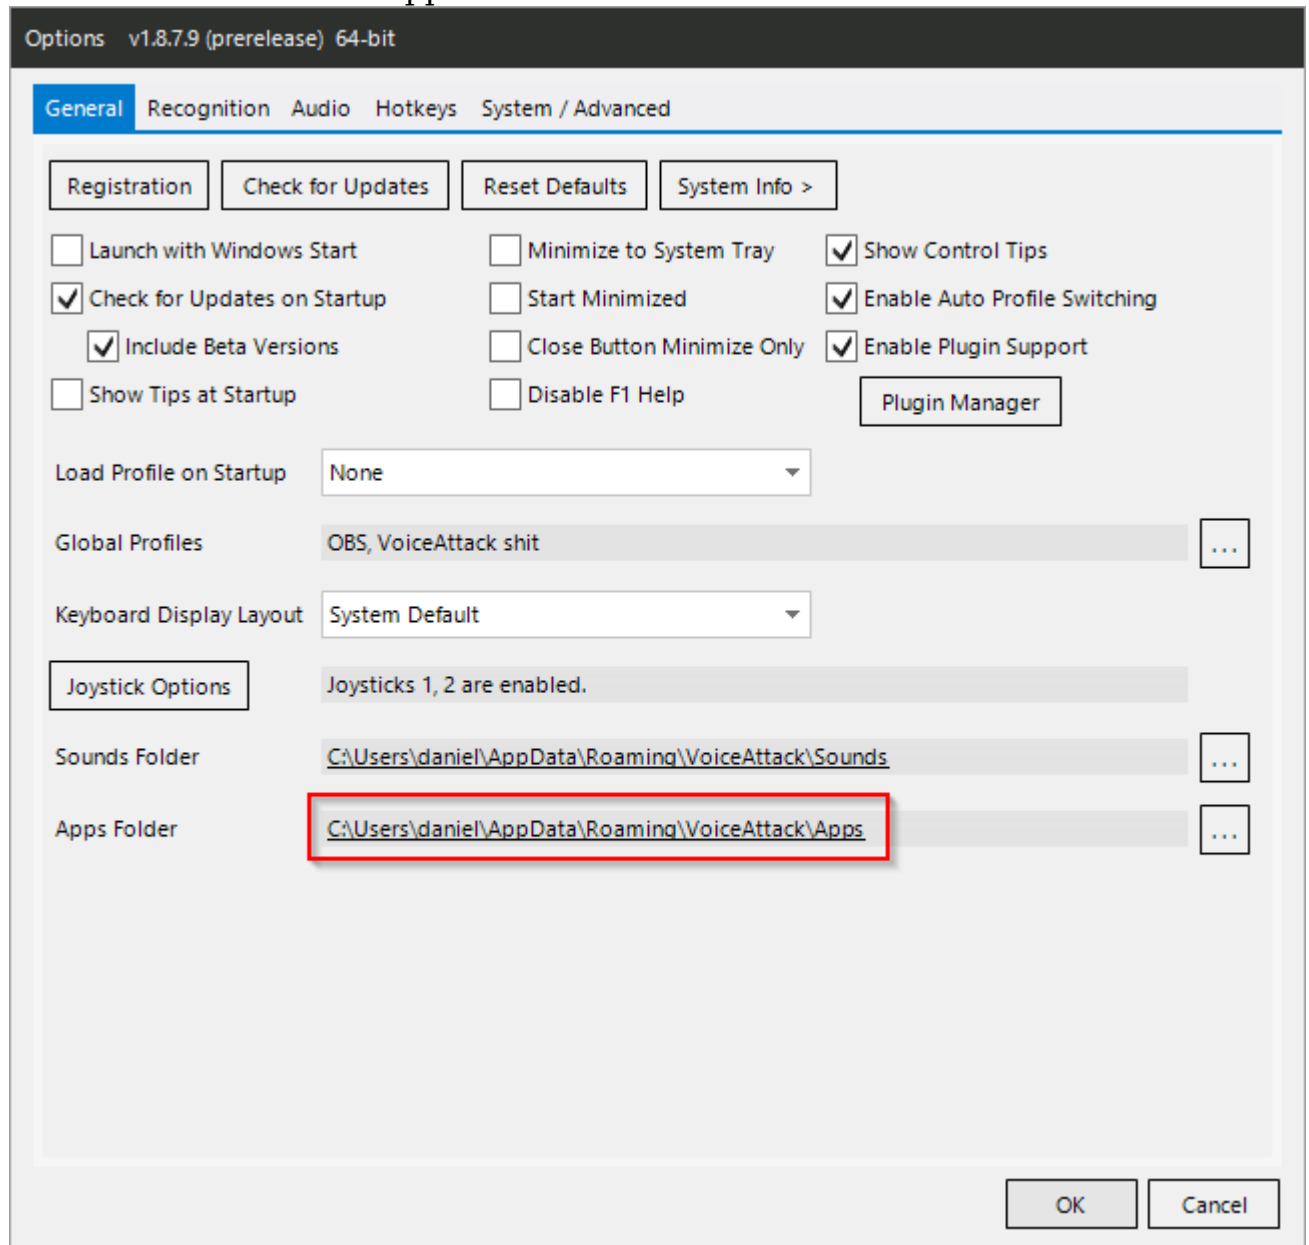 Options v1.8.7.9 (prerelease) 64-bit
General Recognition Audio Hotkeys System / Advanced
Registration Check for Updates Reset Defaults System Info >
Launch with Windows Start Minimize to System Tray Show Control Tips
Check for Updates on Startup Start Minimized Enable Auto Profile Switching
Include Beta Versions Close Button Minimize Only Enable Plugin Support
Show Tips at Startup Disable F1 Help Plugin Manager
Load Profile on Startup None
Global Profiles OBS, VoiceAttack shit ...
Keyboard Display Layout System Default
Joystick Options Joysticks 1, 2 are enabled.
Sounds Folder C:\Users\daniel\AppData\Roaming\VoiceAttack\Sounds ...
Apps Folder C:\Users\daniel\AppData\Roaming\VoiceAttack\Apps ...
OK Cancel